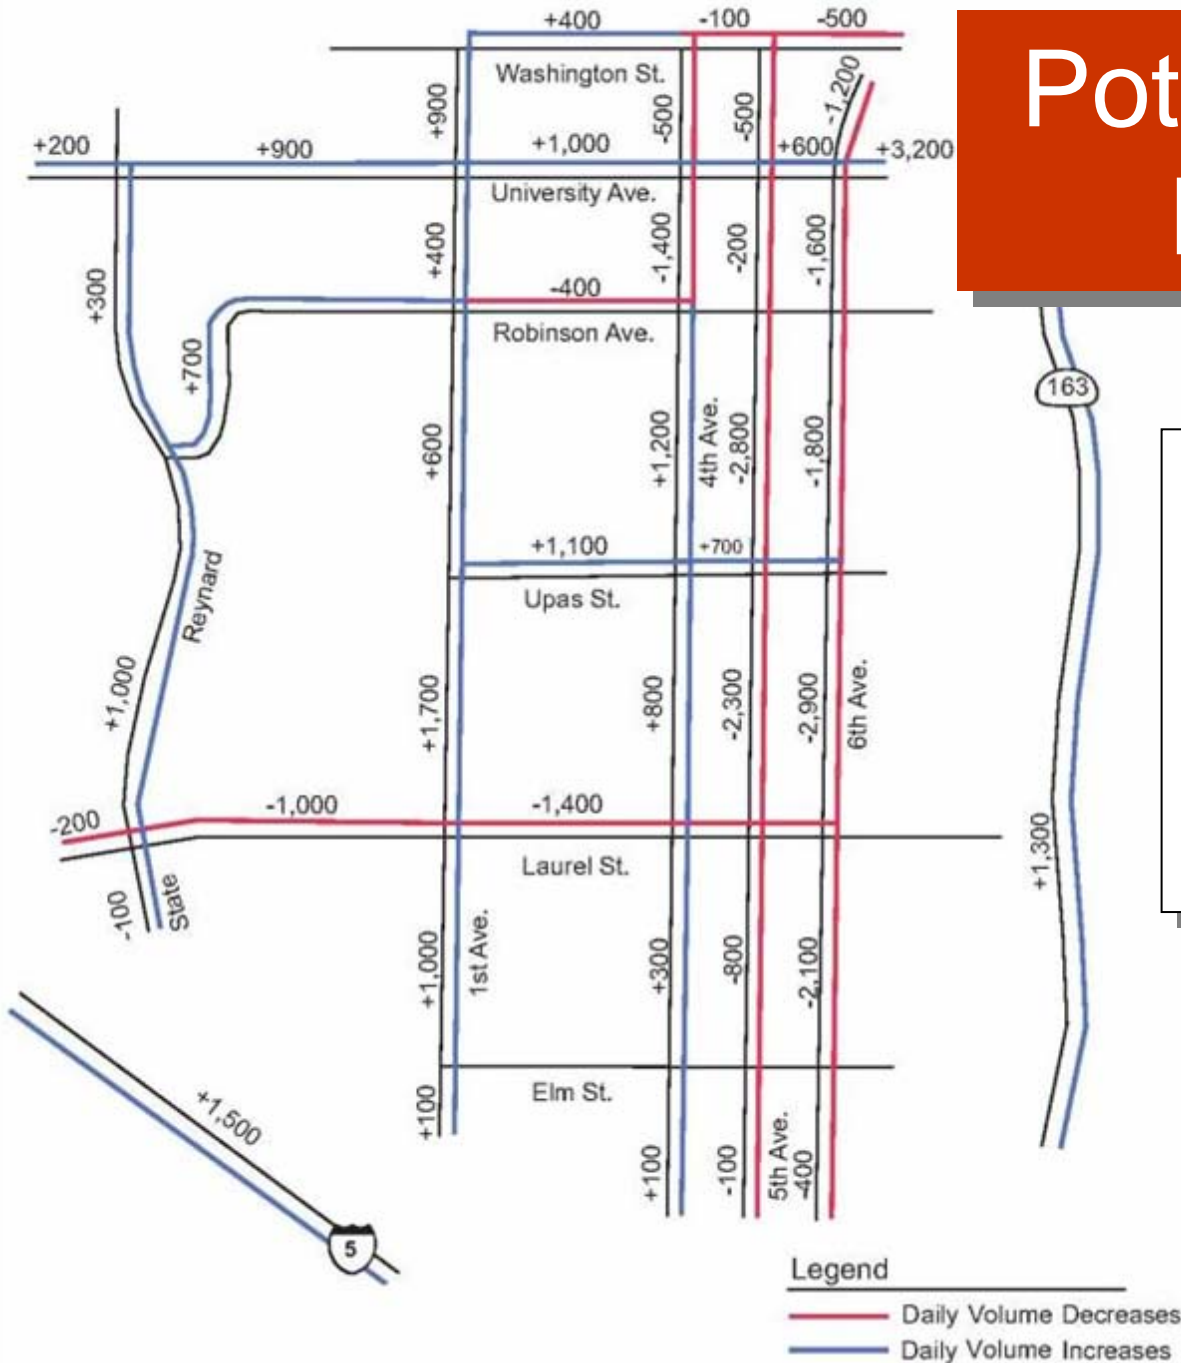 +400
-100
-500
Pot
Washington St.
+900
-500
-500
-1,200
+200
+900
+1,000
+600
+3,200
University Ave.
+300
+400
-1,400
-200
-1,600
-400
Robinson Ave.
+700
163
+600
+1,200
4th Ave.
-2,800
-1,800
+1,100
+700
Upas St.
Reynard
+1,000
+1,700
+800
-2,300
-2,900
6th Ave.
-200
-1,000
-1,400
Laurel St.
+1,300
-100
State
+1,000
1st Ave.
+300
-800
-2,100
Elm St.
+1,500
+100
+100
-100
5th Ave.
-400
5
Legend
Daily Volume Decreases
Daily Volume Increases